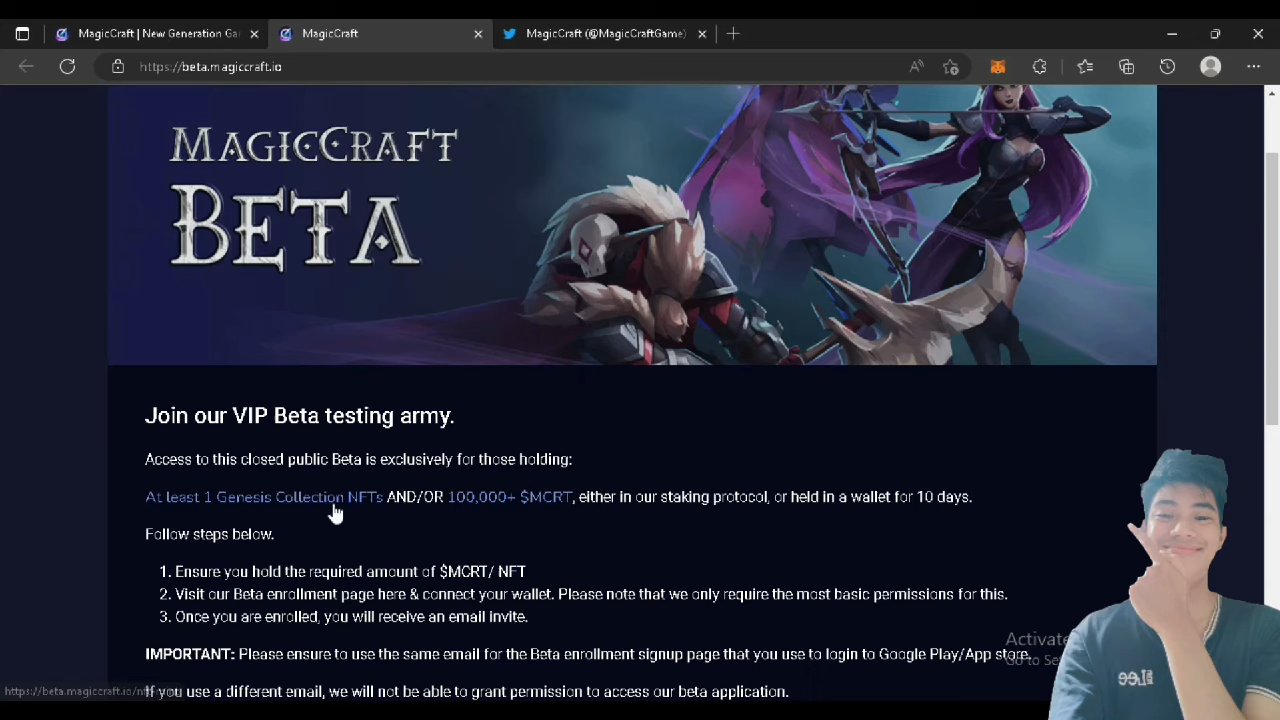 MagicCraft | New Generation Ga
MagicCraft
MagicCraft (@MagicCraftGame)
https://beta.magiccraft.io
MAGICCRAFT
BETA
Join our VIP Beta testing army.
Access to this closed public Beta is exclusively for those holding:
At least 1 Genesis Collection NFTs AND/OR 100,000+ $MCRT, either in our staking protocol, or held in a wallet for 10 days.
Follow steps below.
1. Ensure you hold the required amount of $MCRT/ NFT
2. Visit our Beta enrollment page here & connect your wallet. Please note that we only require the most basic permissions for this.
3. Once you are enrolled, you will receive an email invite.
Activate
IMPORTANT: Please ensure to use the same email for the Beta enrollment signup page that you use to login to Google Play/App store.
Go to Se
If you use a different email, we will not be able to grant permission to access our beta application.